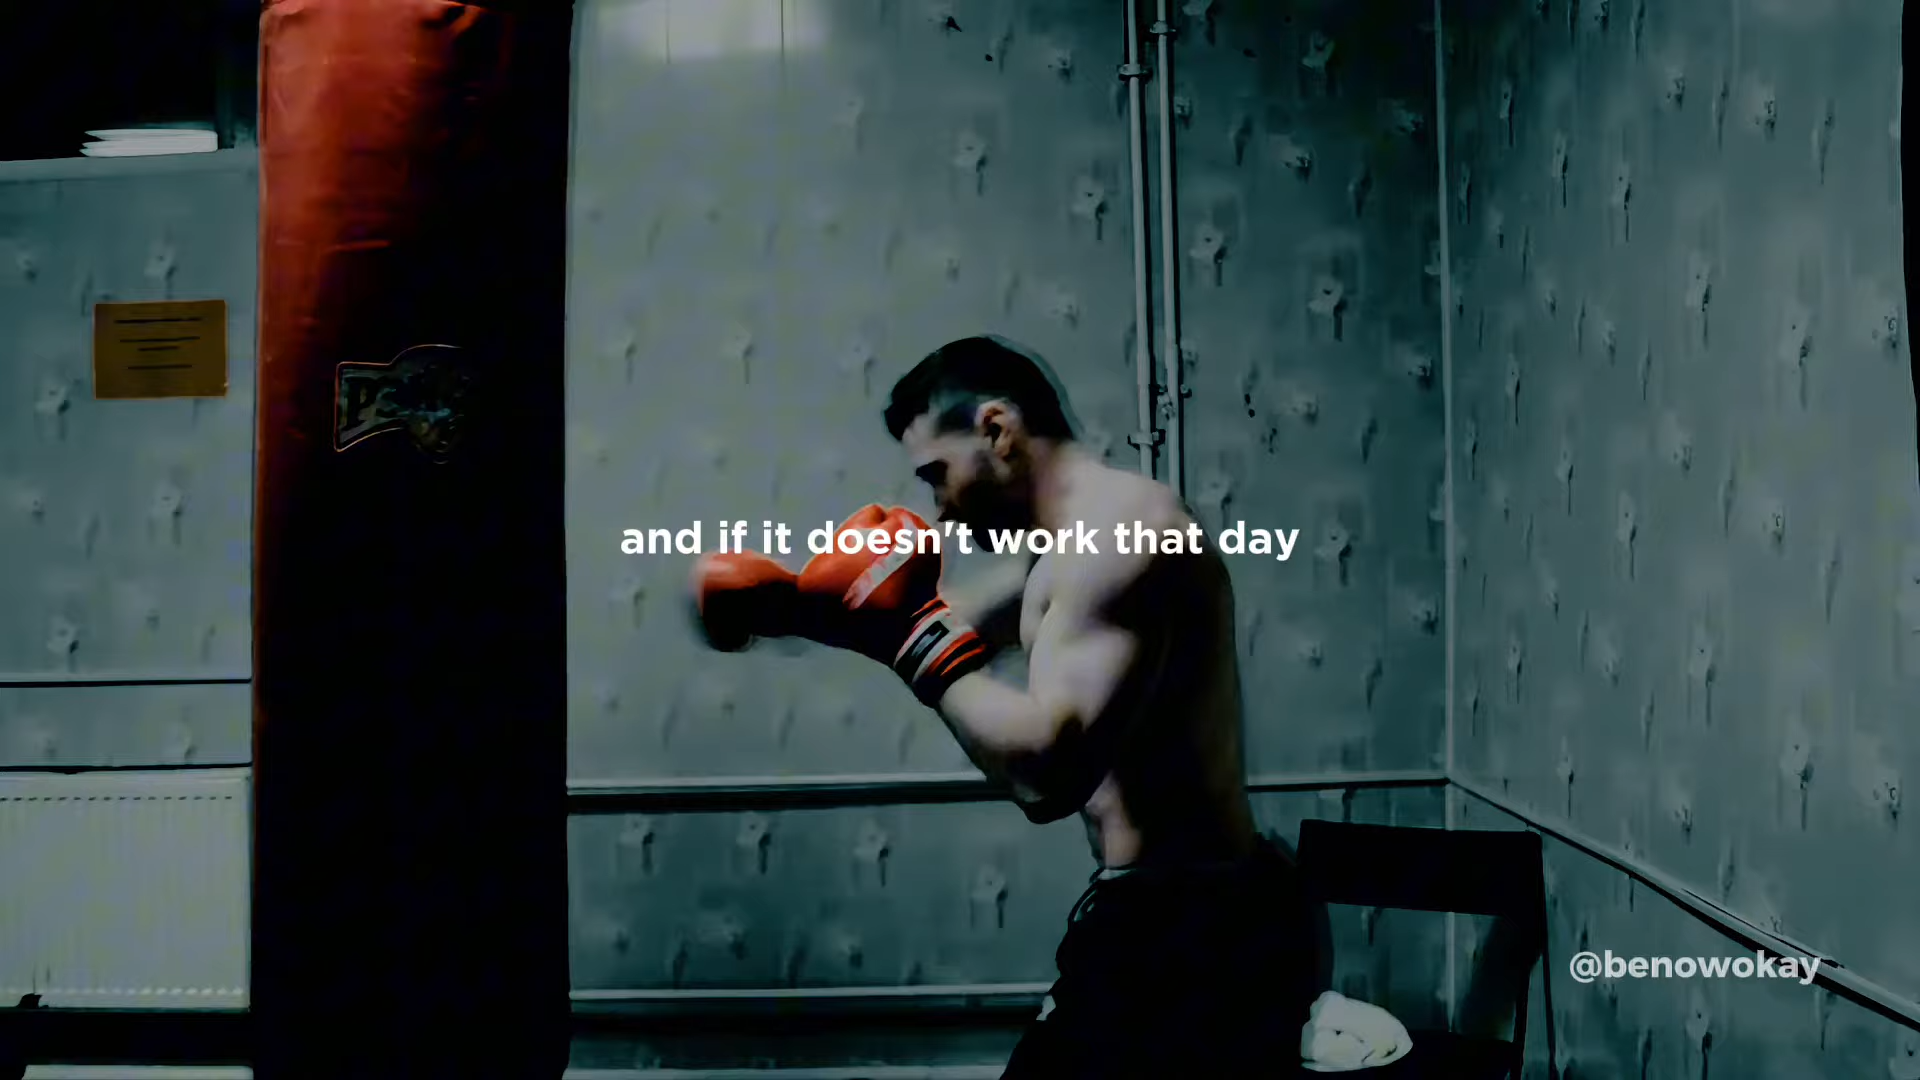 and if it doesn't work that day
@benowokay